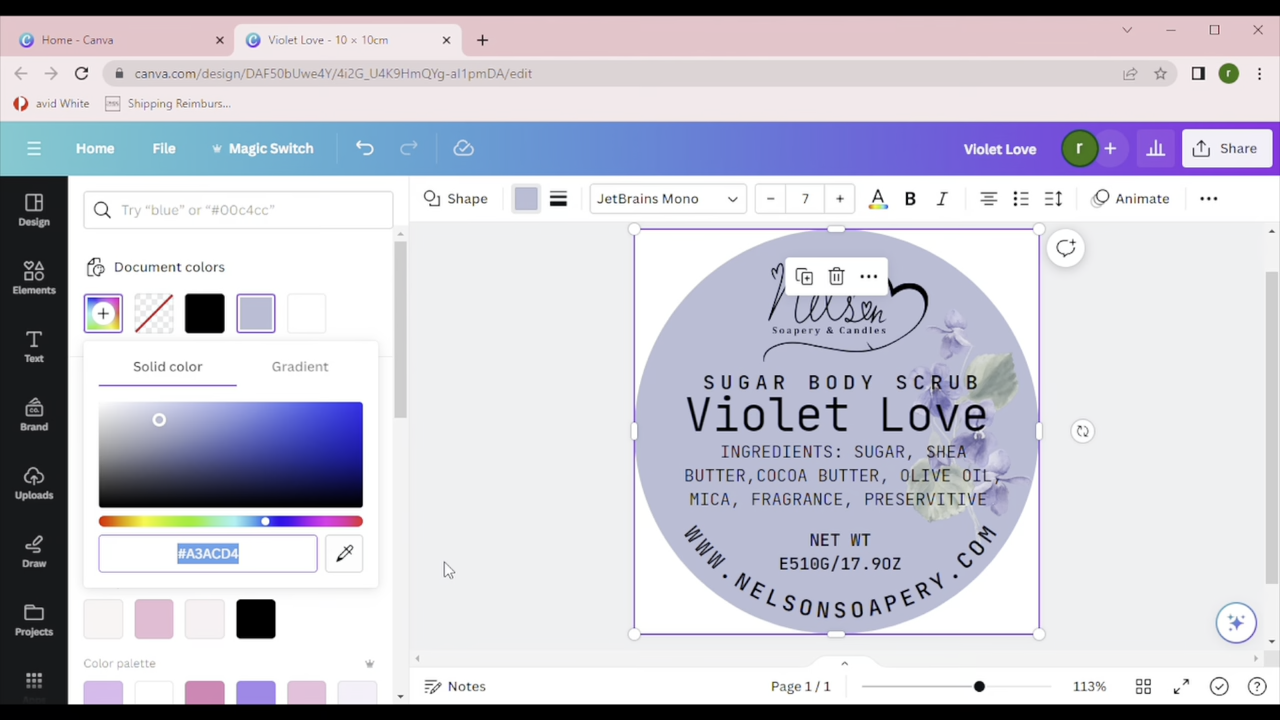 Home - Canva
Violet Love - 10 × 10cm
canva.com/design/DAF50bUwe4Y/4i2G_U4K9HmQYg-aI1pmDA/edit
r
avid White
Shipping Reimburs...
Home
File
Magic Switch
Violet Love
r
Share
Design
Elements
Text
Brand
Uploads
Draw
Projects
Try “blue” or “#00c4cc”
Document colors
Solid color
Gradient
#A3ACD4
Color palette
Shape
JetBrains Mono
7
A
B
I
Animate
Nelson
Soapery & Candles
SUGAR BODY SCRUB
Violet Love
INGREDIENTS: SUGAR, SHEA
BUTTER,COCOA BUTTER, OLIVE OIL,
MICA, FRAGRANCE, PRESERVITIVE
NET WT
E510G/17.9OZ
WWW.NELSONSOAPERY.COM
Notes
Page 1 / 1
113%